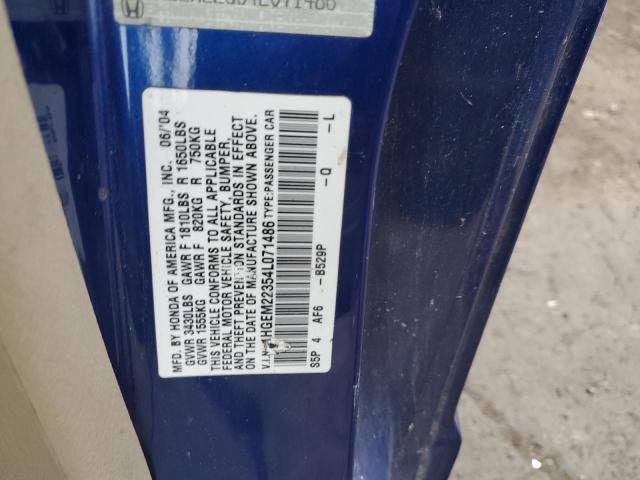 MFD. BY HONDA OF AMERICA MFG., INC. 06/'04
GVWR 3430LBS GAWR F 1810LBS R 1650LBS
GVWR 1555KG GAWR F 820KG R 750KG
THIS VEHICLE CONFORMS TO ALL APPLICABLE
FEDERAL MOTOR VEHICLE SAFETY, BUMPER,
AND THEFT PREVENTION STANDARDS IN EFFECT
ON THE DATE OF MANUFACTURE SHOWN ABOVE.
V.I.N. 1HGEM22354L071486 TYPE:PASSENGER CAR
S5P 4 AF6 -B529P -Q -L